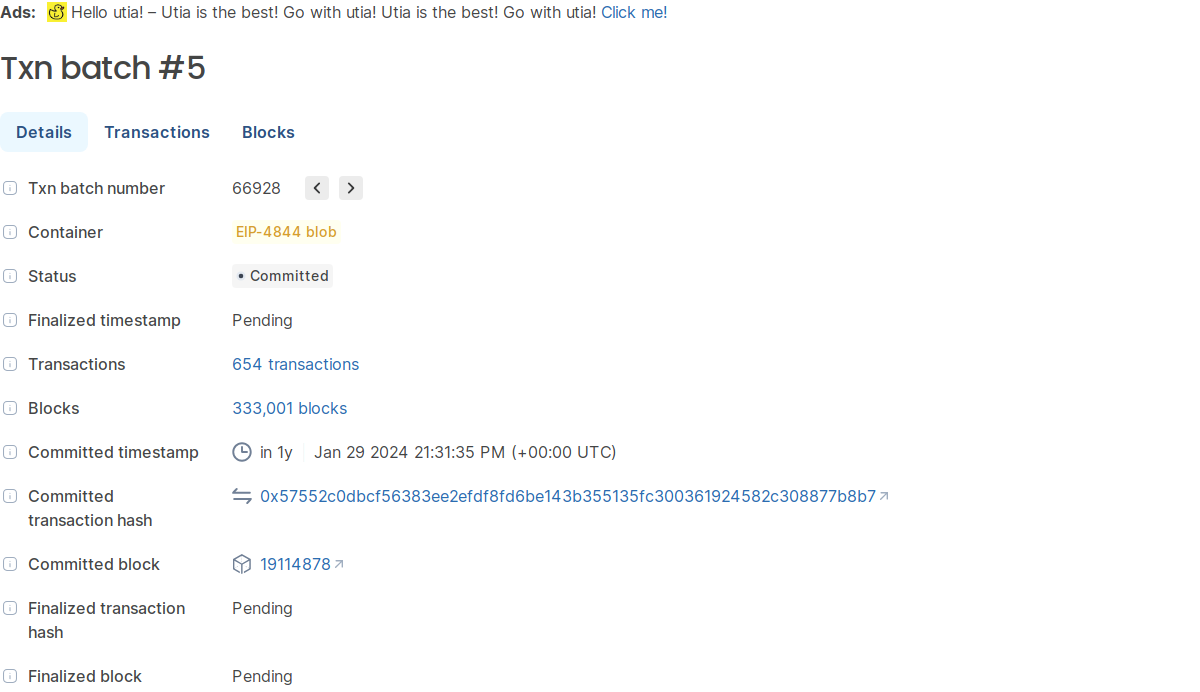 Ads: Hello utia! – Utia is the best! Go with utia! Utia is the best! Go with utia! Click me!
Txn batch #5
Details Transactions Blocks
Txn batch number 66928
Container EIP-4844 blob
Status Committed
Finalized timestamp Pending
Transactions 654 transactions
Blocks 333,001 blocks
Committed timestamp in 1y Jan 29 2024 21:31:35 PM (+00:00 UTC)
Committed 0x57552c0dbcf56383ee2efdf8fd6be143b355135fc300361924582c308877b8b7
transaction hash
Committed block 19114878
Finalized transaction Pending
hash
Finalized block Pending